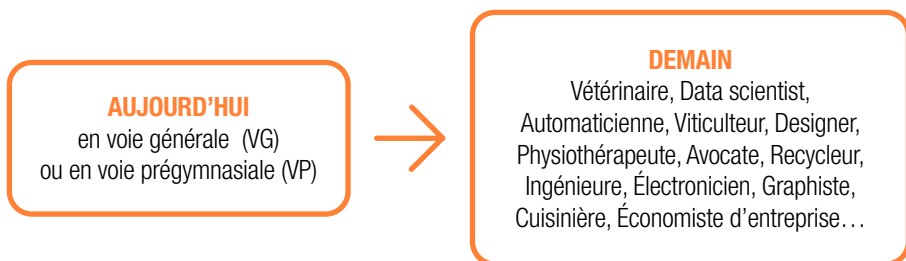 AUJOURD’HUI
en voie générale (VG)
ou en voie prégymnasiale (VP)
DEMAIN
Vétérinaire, Data scientist,
Automaticienne, Viticulteur, Designer,
Physiothérapeute, Avocate, Recycleur,
Ingénieure, Électronicien, Graphiste,
Cuisinière, Économiste d’entreprise…